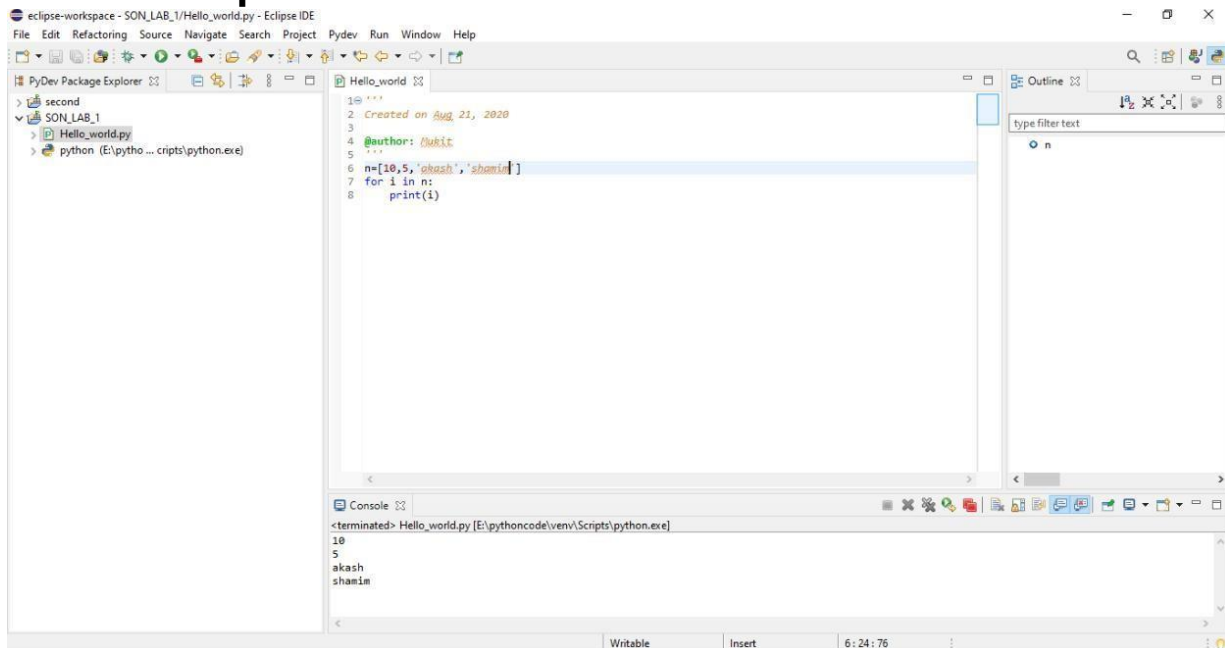 eclipse-workspace - SON_LAB_1/Hello_world.py - Eclipse IDE
File Edit Refactoring Source Navigate Search Project Pydev Run Window Help
PyDev Package Explorer
second
SON_LAB_1
Hello_world.py
python (E:\pytho ... cripts\python.exe)
Hello_world
1 '''
2 Created on Aug 21, 2020
3
4 @author: Mukit
5 '''
6 n=[10,5,'akash','shamim']
7 for i in n:
8     print(i)
Outline
type filter text
n
Console
<terminated> Hello_world.py [E:\pythoncode\venv\Scripts\python.exe]
10
5
akash
shamim
Writable Insert 6 : 24 : 76